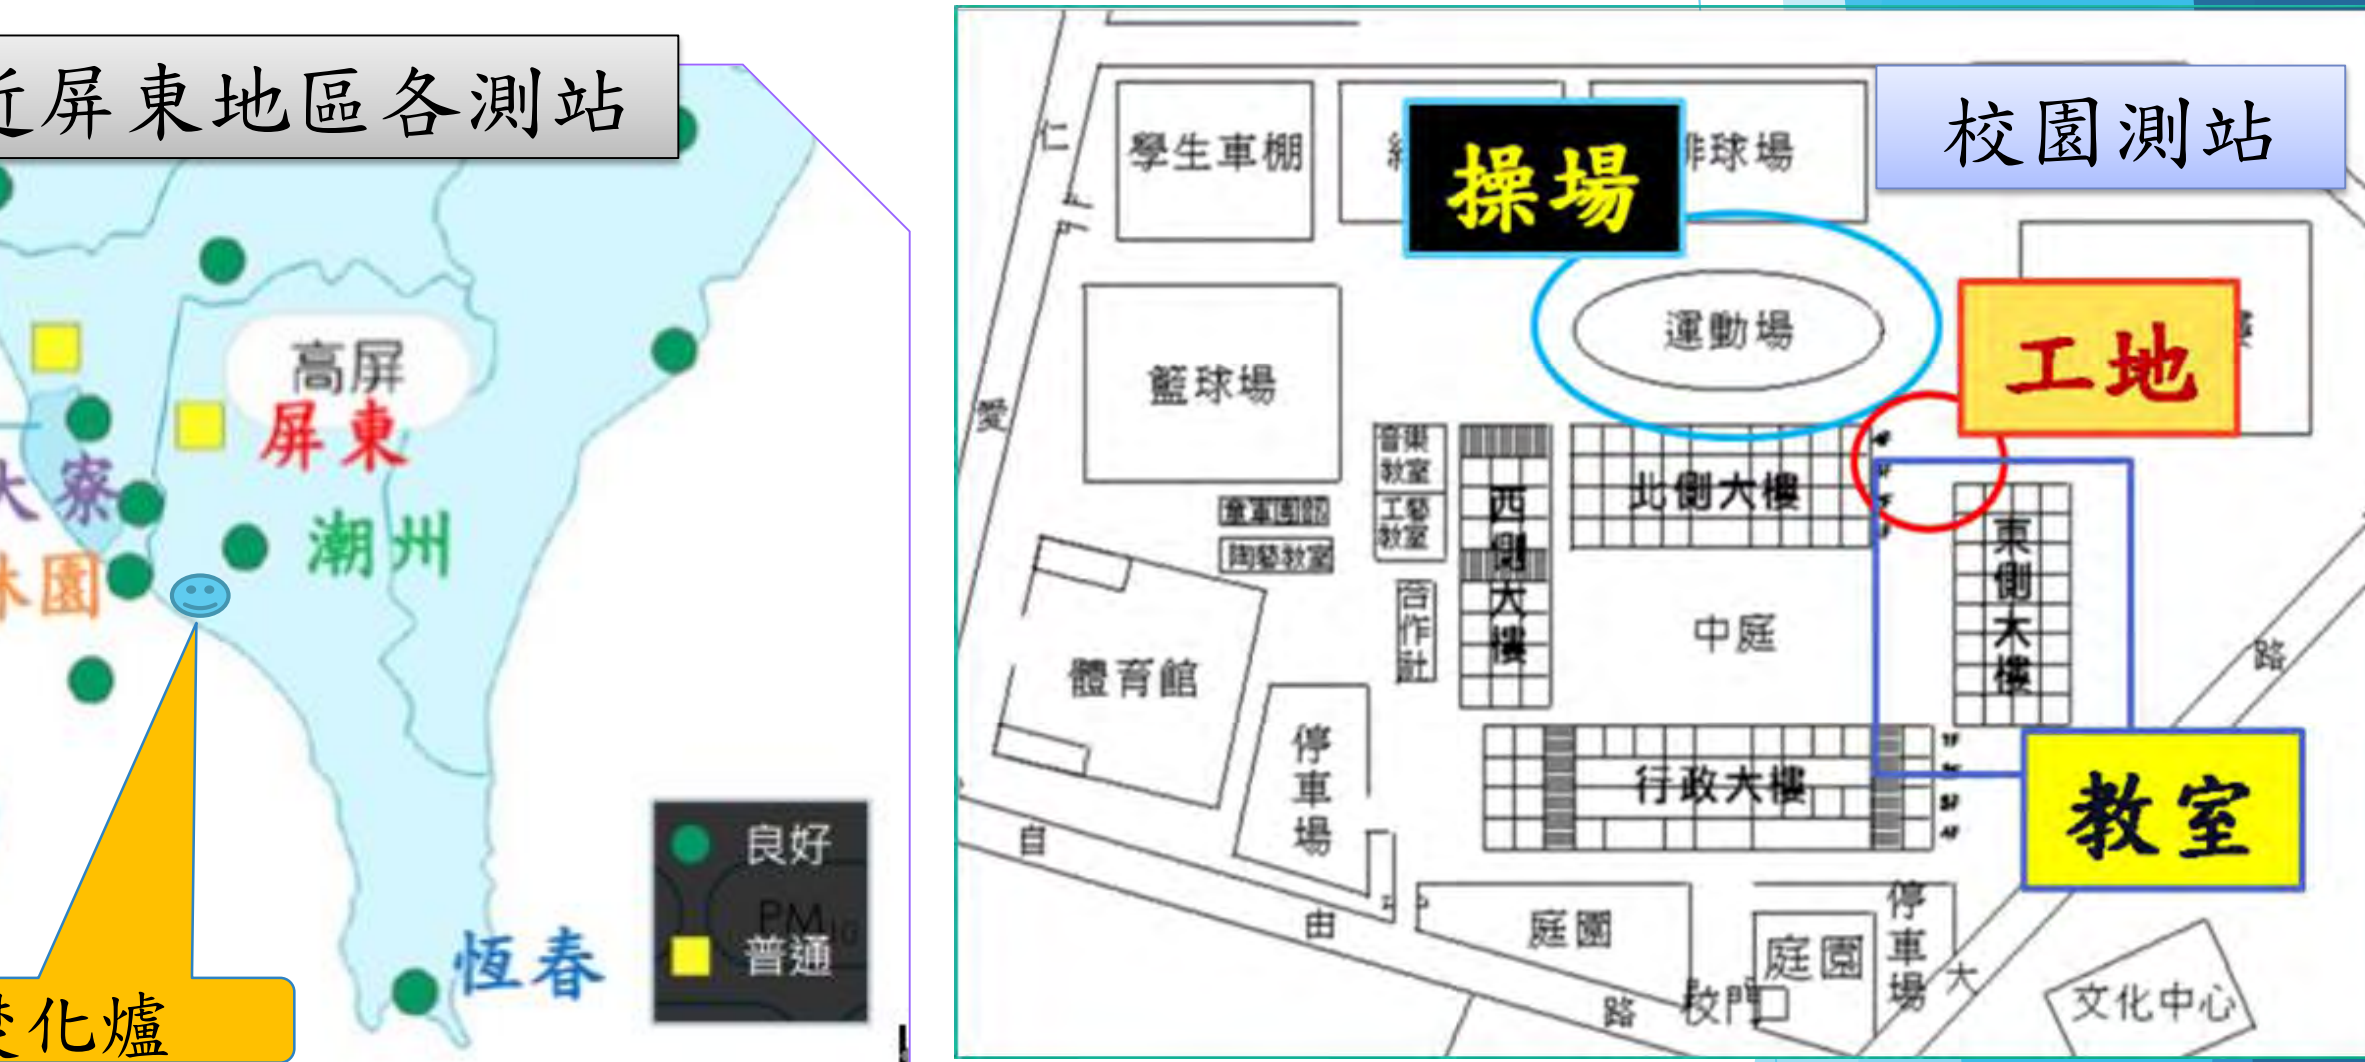 近屏東地區各測站
高屏
屏東
大寮
潮州
林園
恆春
焚化爐
良好
PM10
普通
校園測站
仁
愛
學生車棚
操場
排球場
運動場
工地
籃球場
音樂
教室
工藝
教室
童軍團部
陶藝教室
合作社
西側大樓
北側大樓
東側大樓
中庭
體育館
停車場
行政大樓
教室
自
由
路
大
路
庭園
庭園
停車場
校門口
文化中心